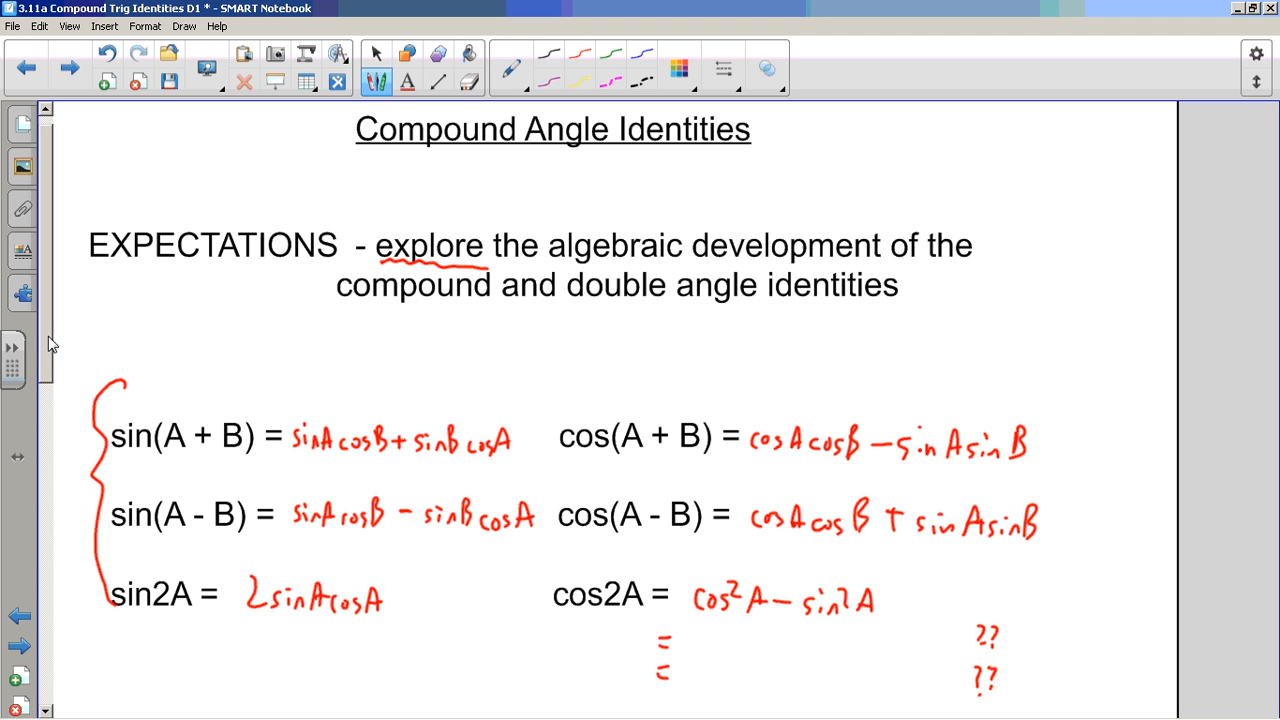 3.11a Compound Trig Identities D1 * - SMART Notebook
File Edit View Insert Format Draw Help
Compound Angle Identities
EXPECTATIONS - explore the algebraic development of the
compound and double angle identities
sin(A + B) = sinAcosB + sinBcosA cos(A + B) = cosAcosB - sinAsinB
sin(A - B) = sinAcosB - sinBcosA cos(A - B) = cosAcosB + sinAsinB
sin2A = 2sinAcosA cos2A = cos²A - sin²A
= ??
= ??